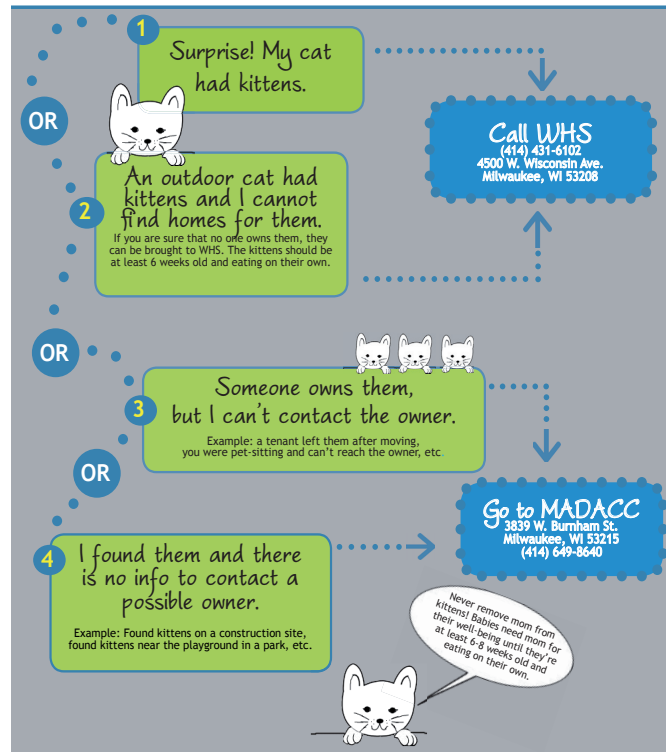 1
Surprise! My cat
had kittens.
OR
Call WHS
(414) 431-6102
4500 W. Wisconsin Ave.
Milwaukee, WI 53208
2
An outdoor cat had
kittens and I cannot
find homes for them.
If you are sure that no one owns them, they
can be brought to WHS. The kittens should be
at least 6 weeks old and eating on their own.
OR
3
Someone owns them,
but I can't contact the owner.
Example: a tenant left them after moving,
you were pet-sitting and can't reach the owner, etc.
OR
Go to MADACC
3839 W. Burnham St.
Milwaukee, WI 53215
(414) 649-8640
4
I found them and there
is no info to contact a
possible owner.
Example: Found kittens on a construction site,
found kittens near the playground in a park, etc.
Never remove mom from
kittens! Babies need mom for
their well-being until they're
at least 6-8 weeks old and
eating on their own.